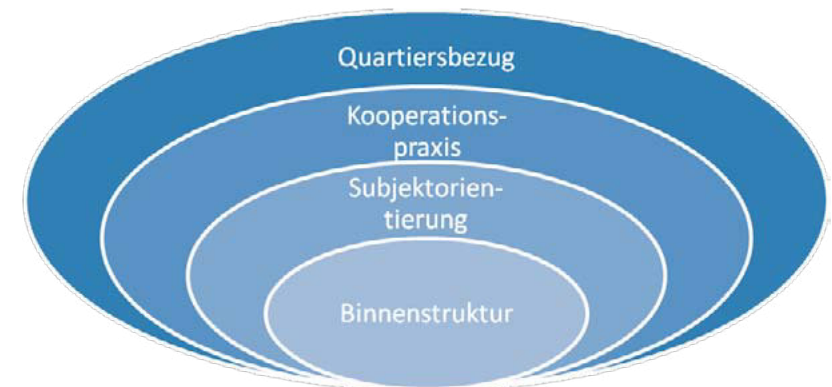 Quartiersbezug
Kooperations-
praxis
Subjektorien-
tierung
Binnenstruktur